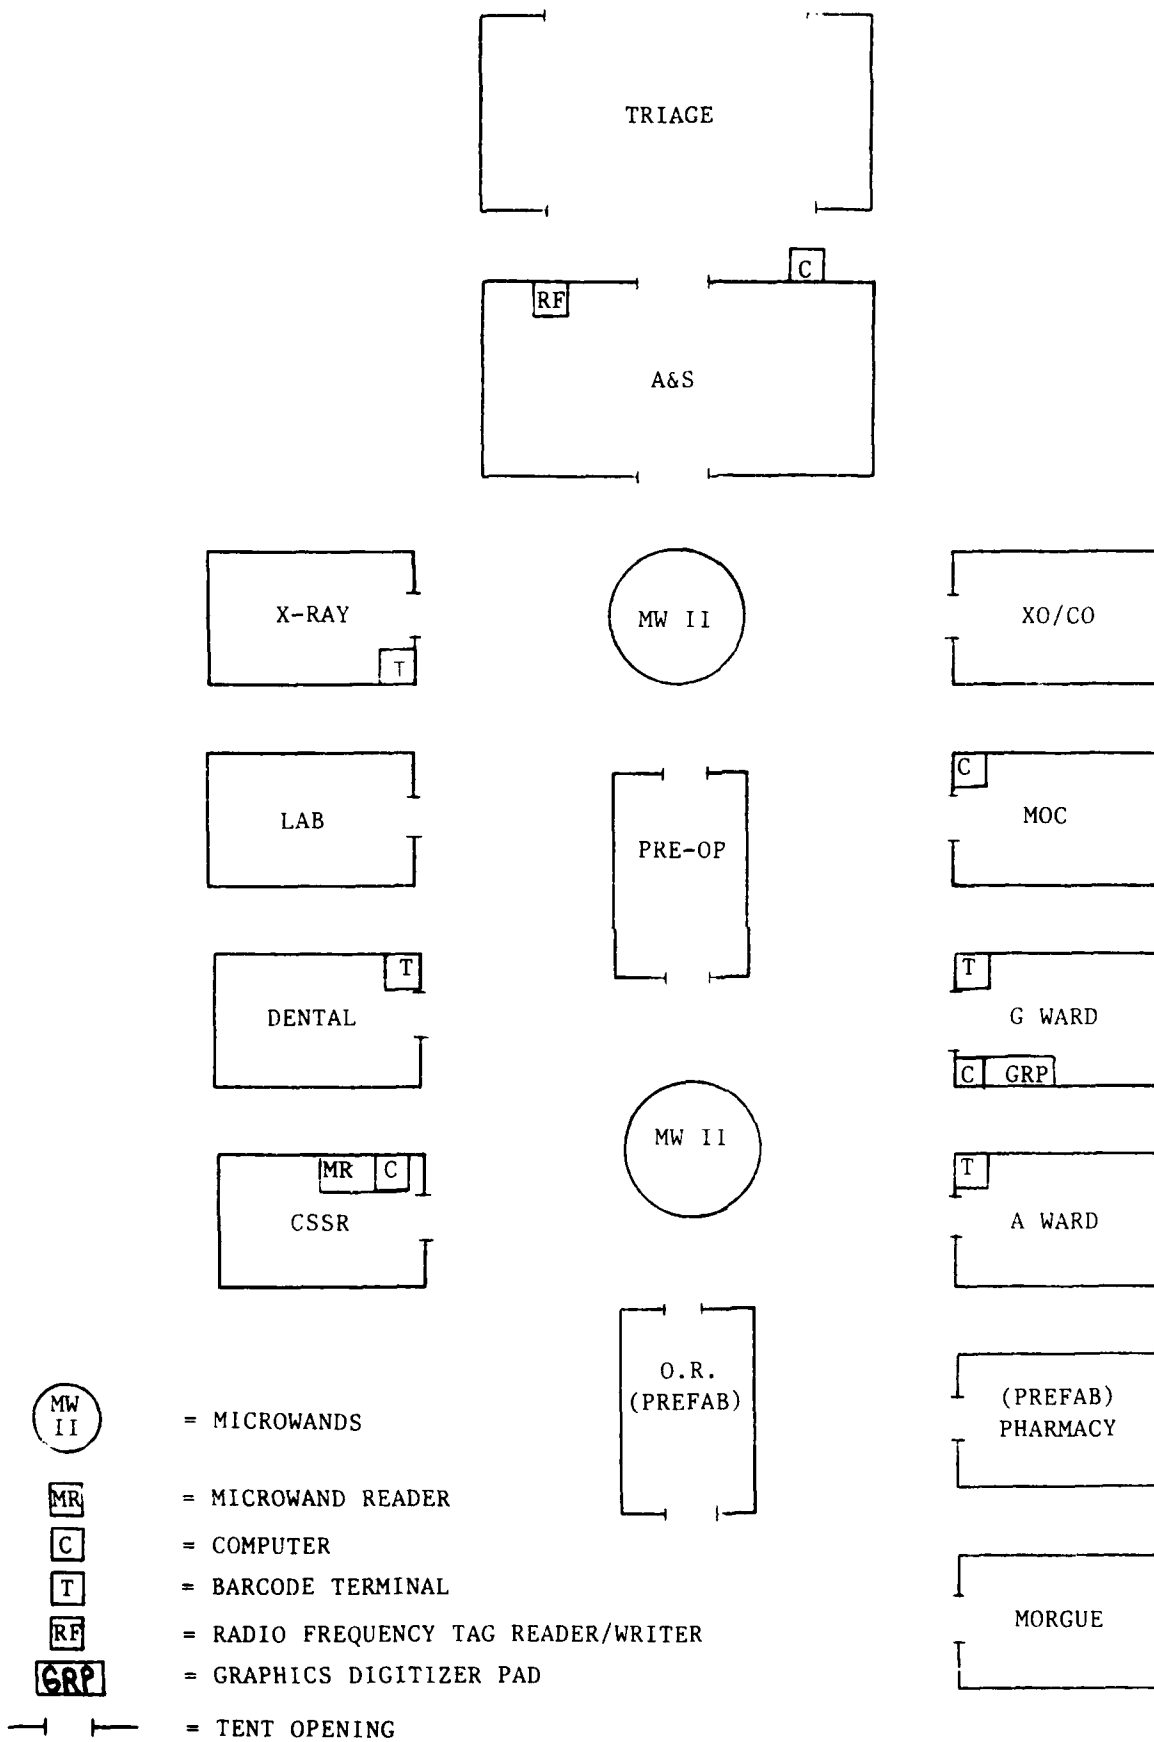 TRIAGE
C
RF
A&S
X-RAY
T
MW II
XO/CO
LAB
PRE-OP
C
MOC
T
DENTAL
T
G WARD
C GRP
MW II
MR C
CSSR
T
A WARD
O.R.
(PREFAB)
(PREFAB)
PHARMACY
MORGUE
MW
II
= MICROWANDS
MR = MICROWAND READER
C = COMPUTER
T = BARCODE TERMINAL
RF = RADIO FREQUENCY TAG READER/WRITER
GRP = GRAPHICS DIGITIZER PAD
= TENT OPENING